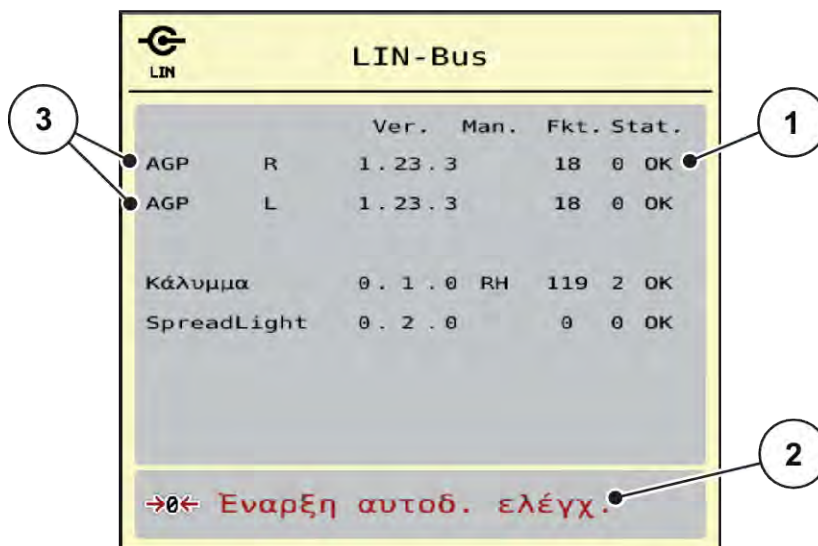 LIN
LIN-Bus
Ver. Man. Fkt. Stat.
3
1
AGP R 1.23.3 18 0 OK
AGP L 1.23.3 18 0 OK
Κάλυμμα 0.1.0 RH 119 2 OK
SpreadLight 0.2.0 0 0 OK
2
→0← Έναρξη αυτοδ. ελέγχ.